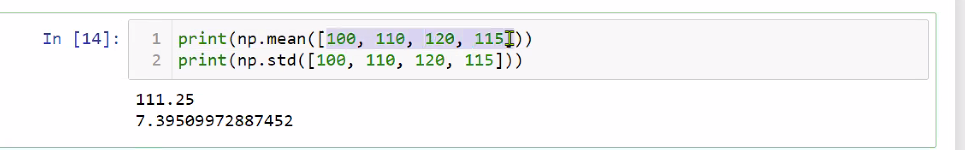 In [14]:
1 print(np.mean([100, 110, 120, 115]))
2 print(np.std([100, 110, 120, 115]))
111.25
7.39509972887452